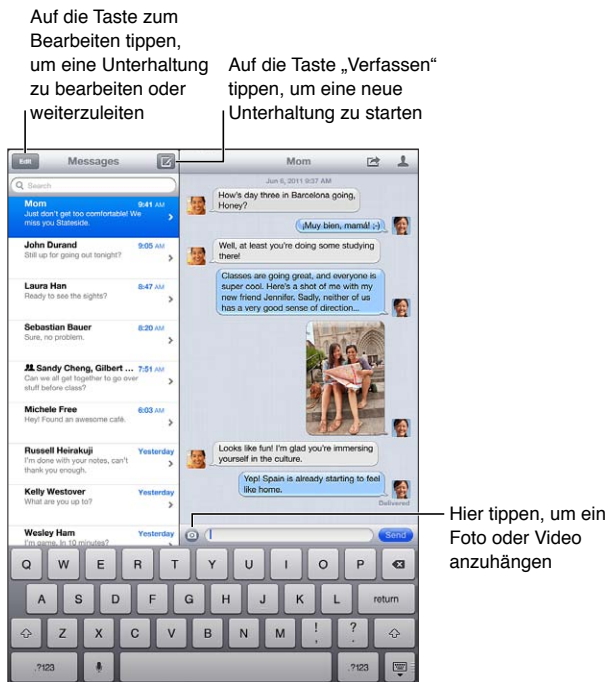 Auf die Taste zum
Bearbeiten tippen,
um eine Unterhaltung
zu bearbeiten oder
weiterzuleiten
Auf die Taste „Verfassen“
tippen, um eine neue
Unterhaltung zu starten
Edit
Messages
Search
Mom 9:41 AM
Just don't get too comfortable! We
miss you Stateside.
John Durand 9:05 AM
Still up for going out tonight?
Laura Han 8:47 AM
Ready to see the sights?
Sebastian Bauer 8:20 AM
Sure, no problem.
Sandy Cheng, Gilbert ... 7:51 AM
Can we all get together to go over
stuff before class?
Michele Free 6:03 AM
Hey! Found an awesome café.
Russell Heirakuji Yesterday
I'm done with your notes, can't
thank you enough.
Kelly Westover Yesterday
What are you up to?
Wesley Ham Yesterday
I'm game. In 10 minutes?
Mom
Jun 6, 2011 9:37 AM
How's day three in Barcelona going,
Honey?
¡Muy bien, mamá! ;-)
Well, at least you're doing some studying
there!
Classes are going great, and everyone is
super cool. Here's a shot of me with my
new friend Jennifer. Sadly, neither of us
has a very good sense of direction...
Looks like fun! I'm glad you're immersing
yourself in the culture.
Yep! Spain is already starting to feel
like home.
Delivered
Send
Hier tippen, um ein
Foto oder Video
anzuhängen
Q W E R T Y U I O P
A S D F G H J K L return
Z X C V B N M ! , ? .
.?123 .?123